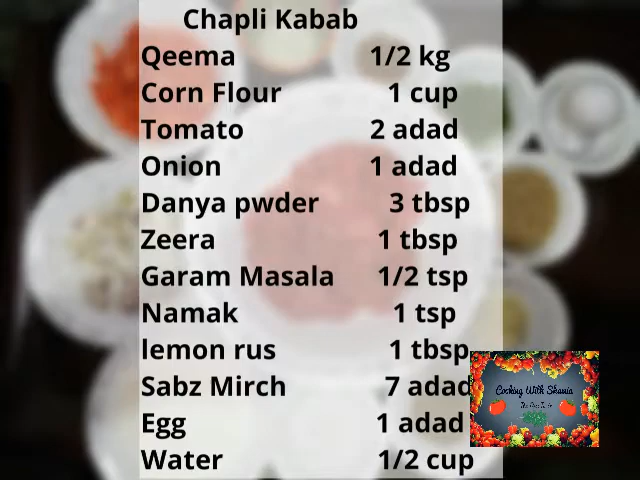 Chapli Kabab
Qeema 1/2 kg
Corn Flour 1 cup
Tomato 2 adad
Onion 1 adad
Danya pwder 3 tbsp
Zeera 1 tbsp
Garam Masala 1/2 tsp
Namak 1 tsp
lemon rus 1 tbsp
Sabz Mirch 7 adad
Egg 1 adad
Water 1/2 cup
Cooking With Shawia